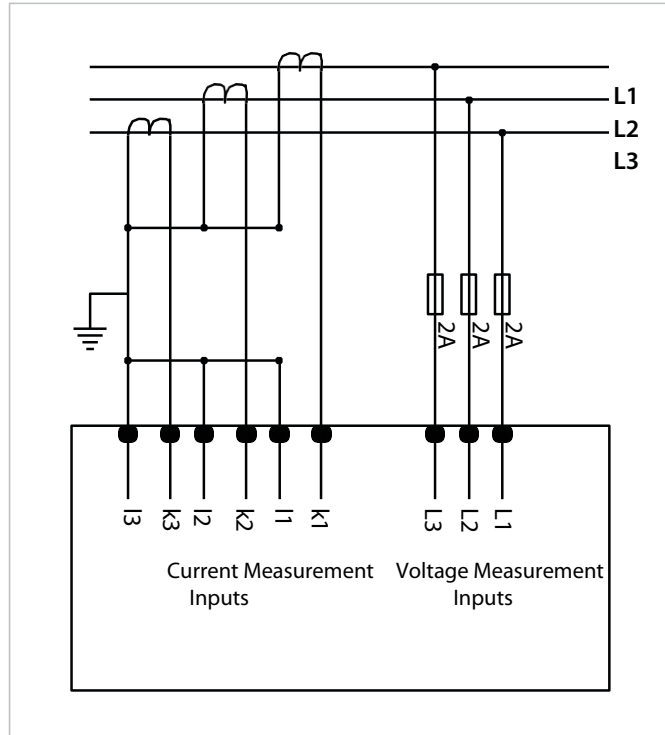 L1
L2
L3
2A
2A
2A
l3
k3
l2
k2
l1
k1
L3
L2
L1
Current Measurement
Inputs
Voltage Measurement
Inputs